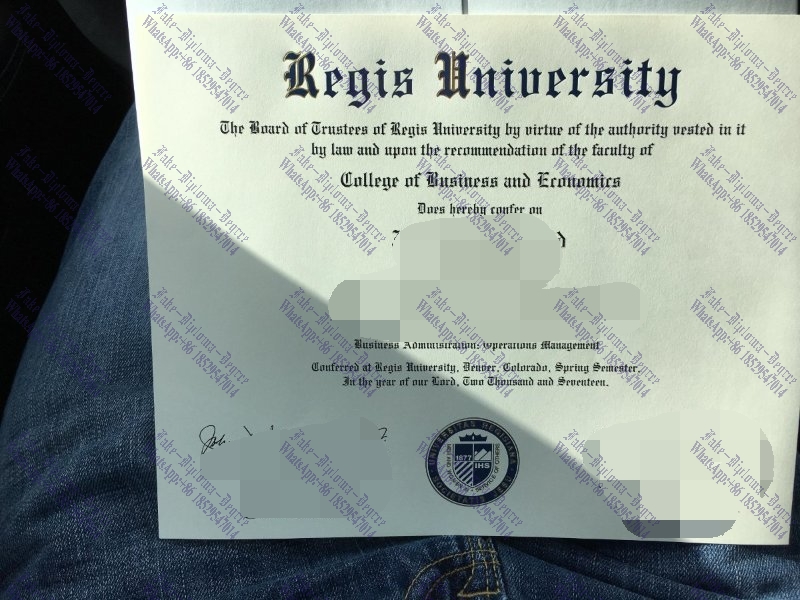 Regis University
The Board of Trustees of Regis University by virtue of the authority vested in it
by law and upon the recommendation of the faculty of
College of Business and Economics
Does hereby confer on
Business Administration: Operations Management
Conferred at Regis University, Denver, Colorado, Spring Semester,
In the year of our Lord, Two Thousand and Seventeen.
1877
IHS
Fake-Diploma-Degree
WhatsApp:+86 18529547014